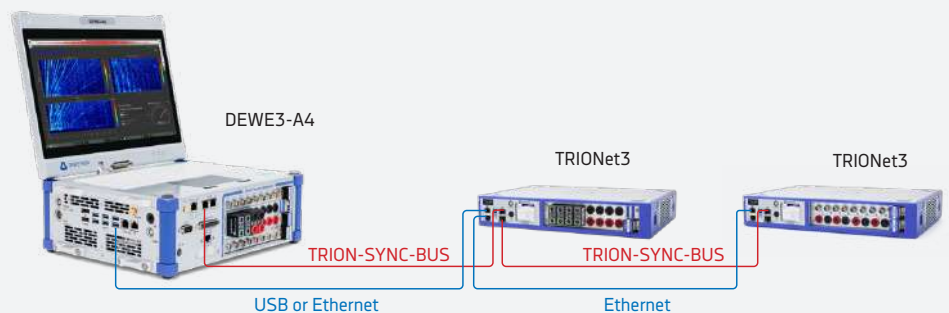 DEWE3-A4
TRIONet3
TRIONet3
TRION-SYNC-BUS
TRION-SYNC-BUS
USB or Ethernet
Ethernet